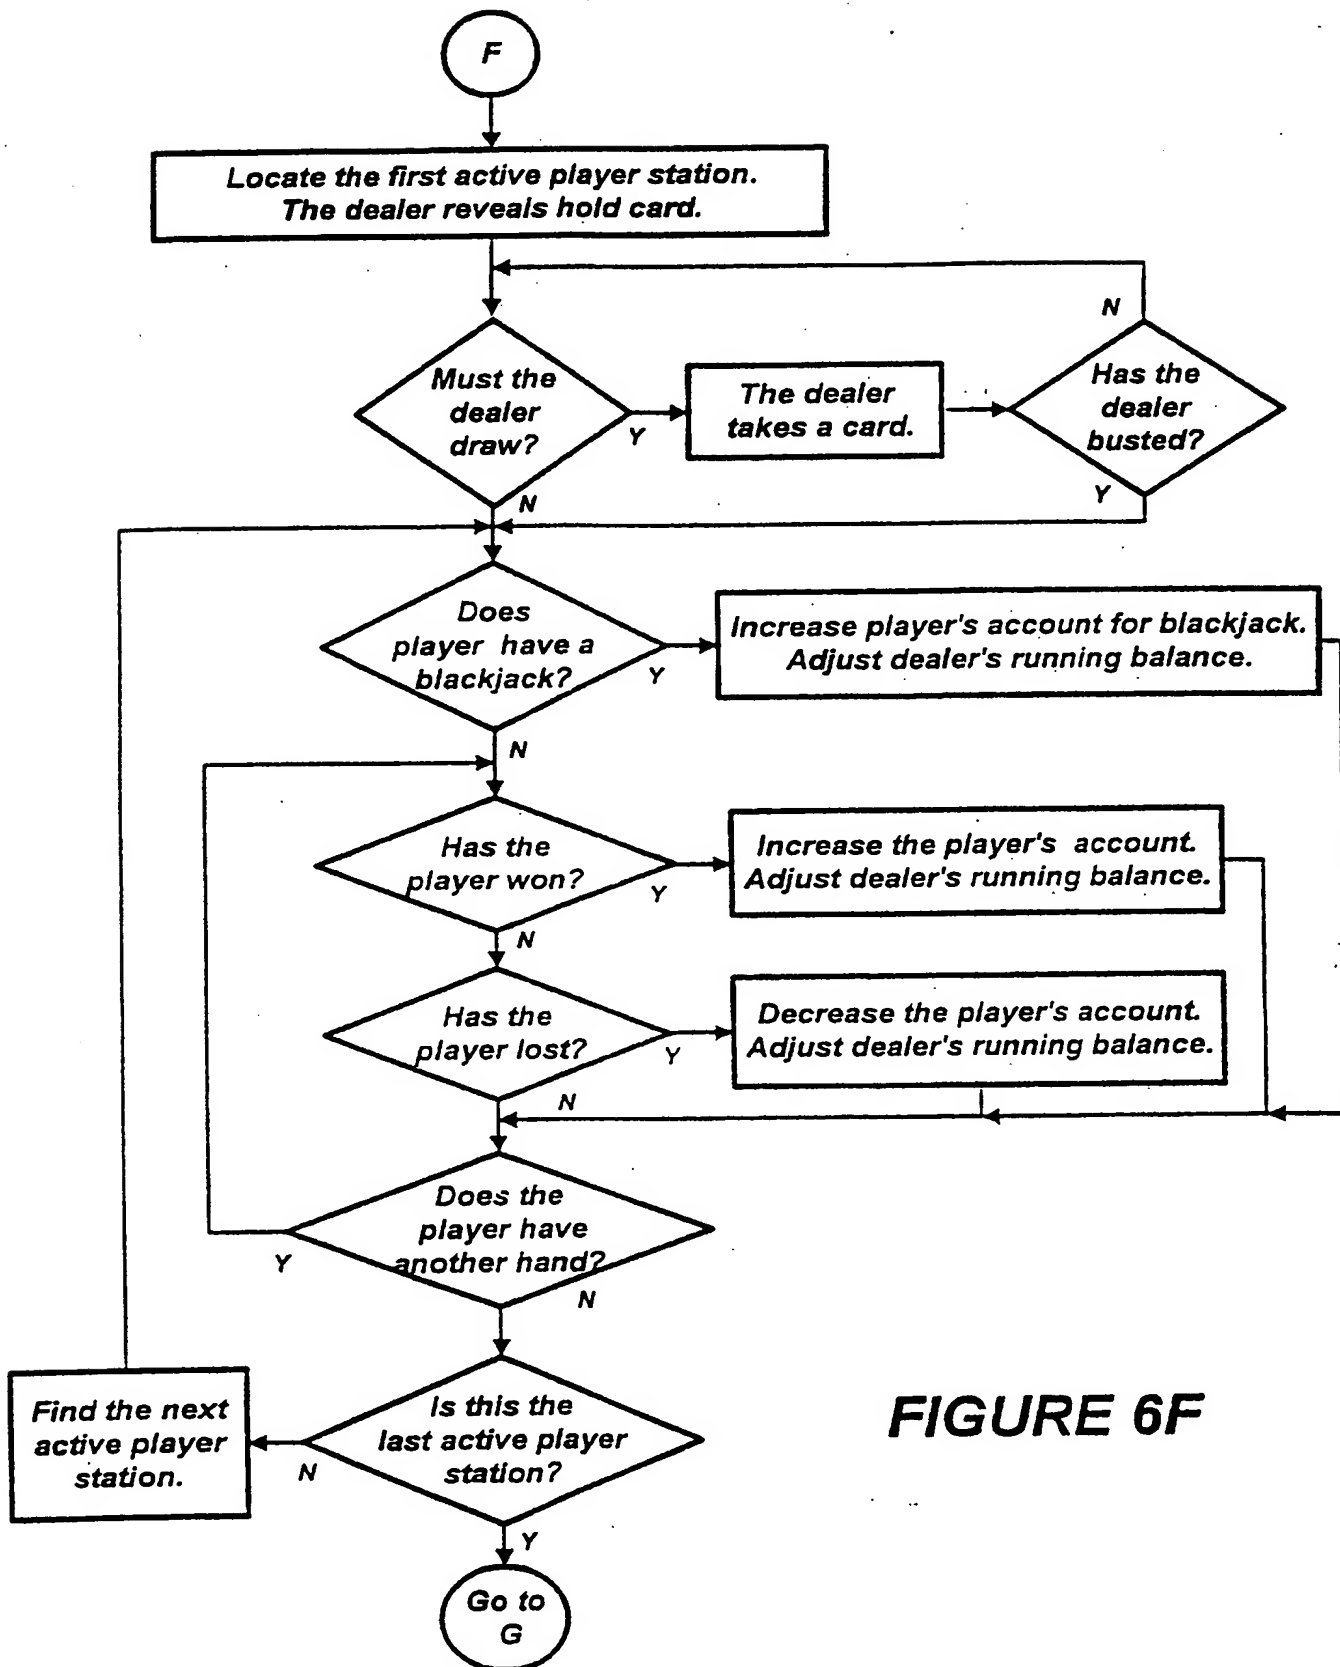 F
Locate the first active player station.
The dealer reveals hold card.
N
Must the
dealer
draw?
Y
The dealer
takes a card.
Has the
dealer
busted?
Y
N
Does
player have a
blackjack?
Y
Increase player's account for blackjack.
Adjust dealer's running balance.
N
Has the
player won?
Y
Increase the player's account.
Adjust dealer's running balance.
N
Has the
player lost?
Y
Decrease the player's account.
Adjust dealer's running balance.
N
Does the
player have
another hand?
Y
N
Find the next
active player
station.
N
Is this the
last active player
station?
FIGURE 6F
Y
Go to
G